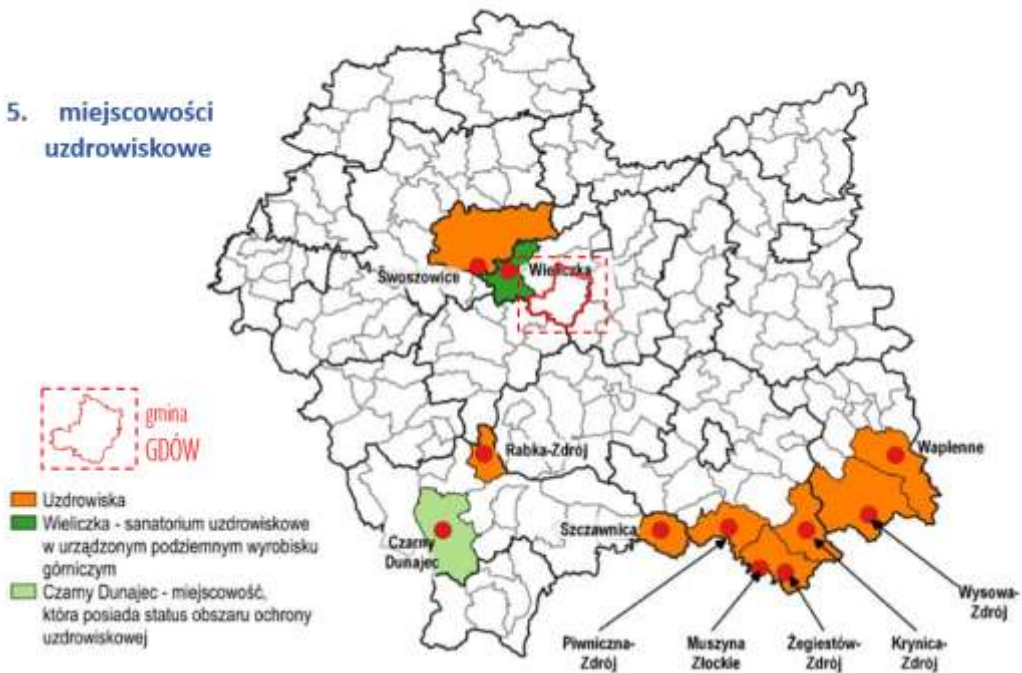 5. miejscowości
uzdrowiskowe
Swoszowice
Wieliczka
gmina
GDÓW
Rabka-Zdrój
Wapienne
Uzdrowiska
Wieliczka - sanatorium uzdrowiskowe
w urządzonym podziemnym wyrobisku
górniczym
Czarny Dunajec - miejscowość,
która posiada status obszaru ochrony
uzdrowiskowej
Czarny
Dunajec
Szczawnica
Wysowa-
Zdrój
Piwniczna-
Zdrój
Muszyna
Złockie
Żegiestów-
Zdrój
Krynica-
Zdrój